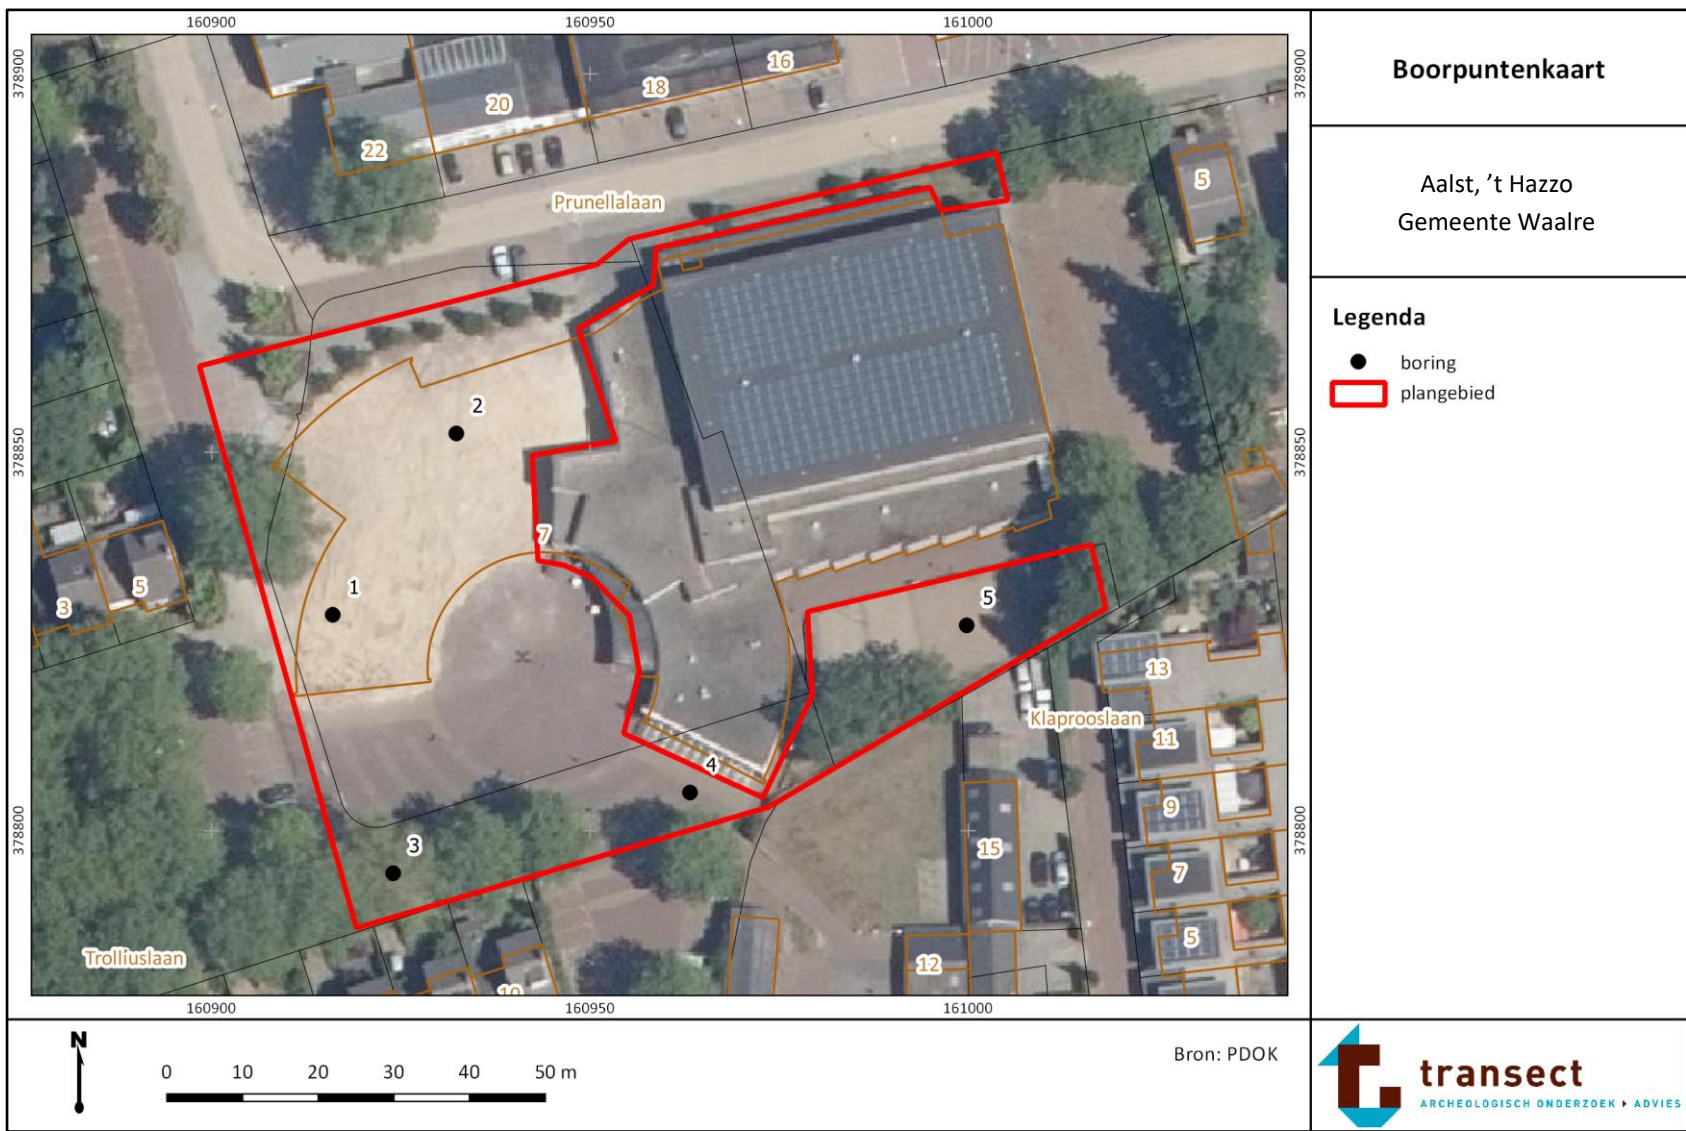 160900 160950 161000
378900 378900
Boorpuntenkaart
Aalst, ’t Hazzo
Gemeente Waalre
Legenda
boring
plangebied
16
18
20
22
5
Prunellalaan
2
378850 378850
7
1
5
3
5
13
Klaprooslaan
11
4
9
378800 378800
3
15
7
5
Trolliuslaan
12
10
160900 160950 161000
N
0 10 20 30 40 50 m
Bron: PDOK
transect
ARCHEOLOGISCH ONDERZOEK ADVIES